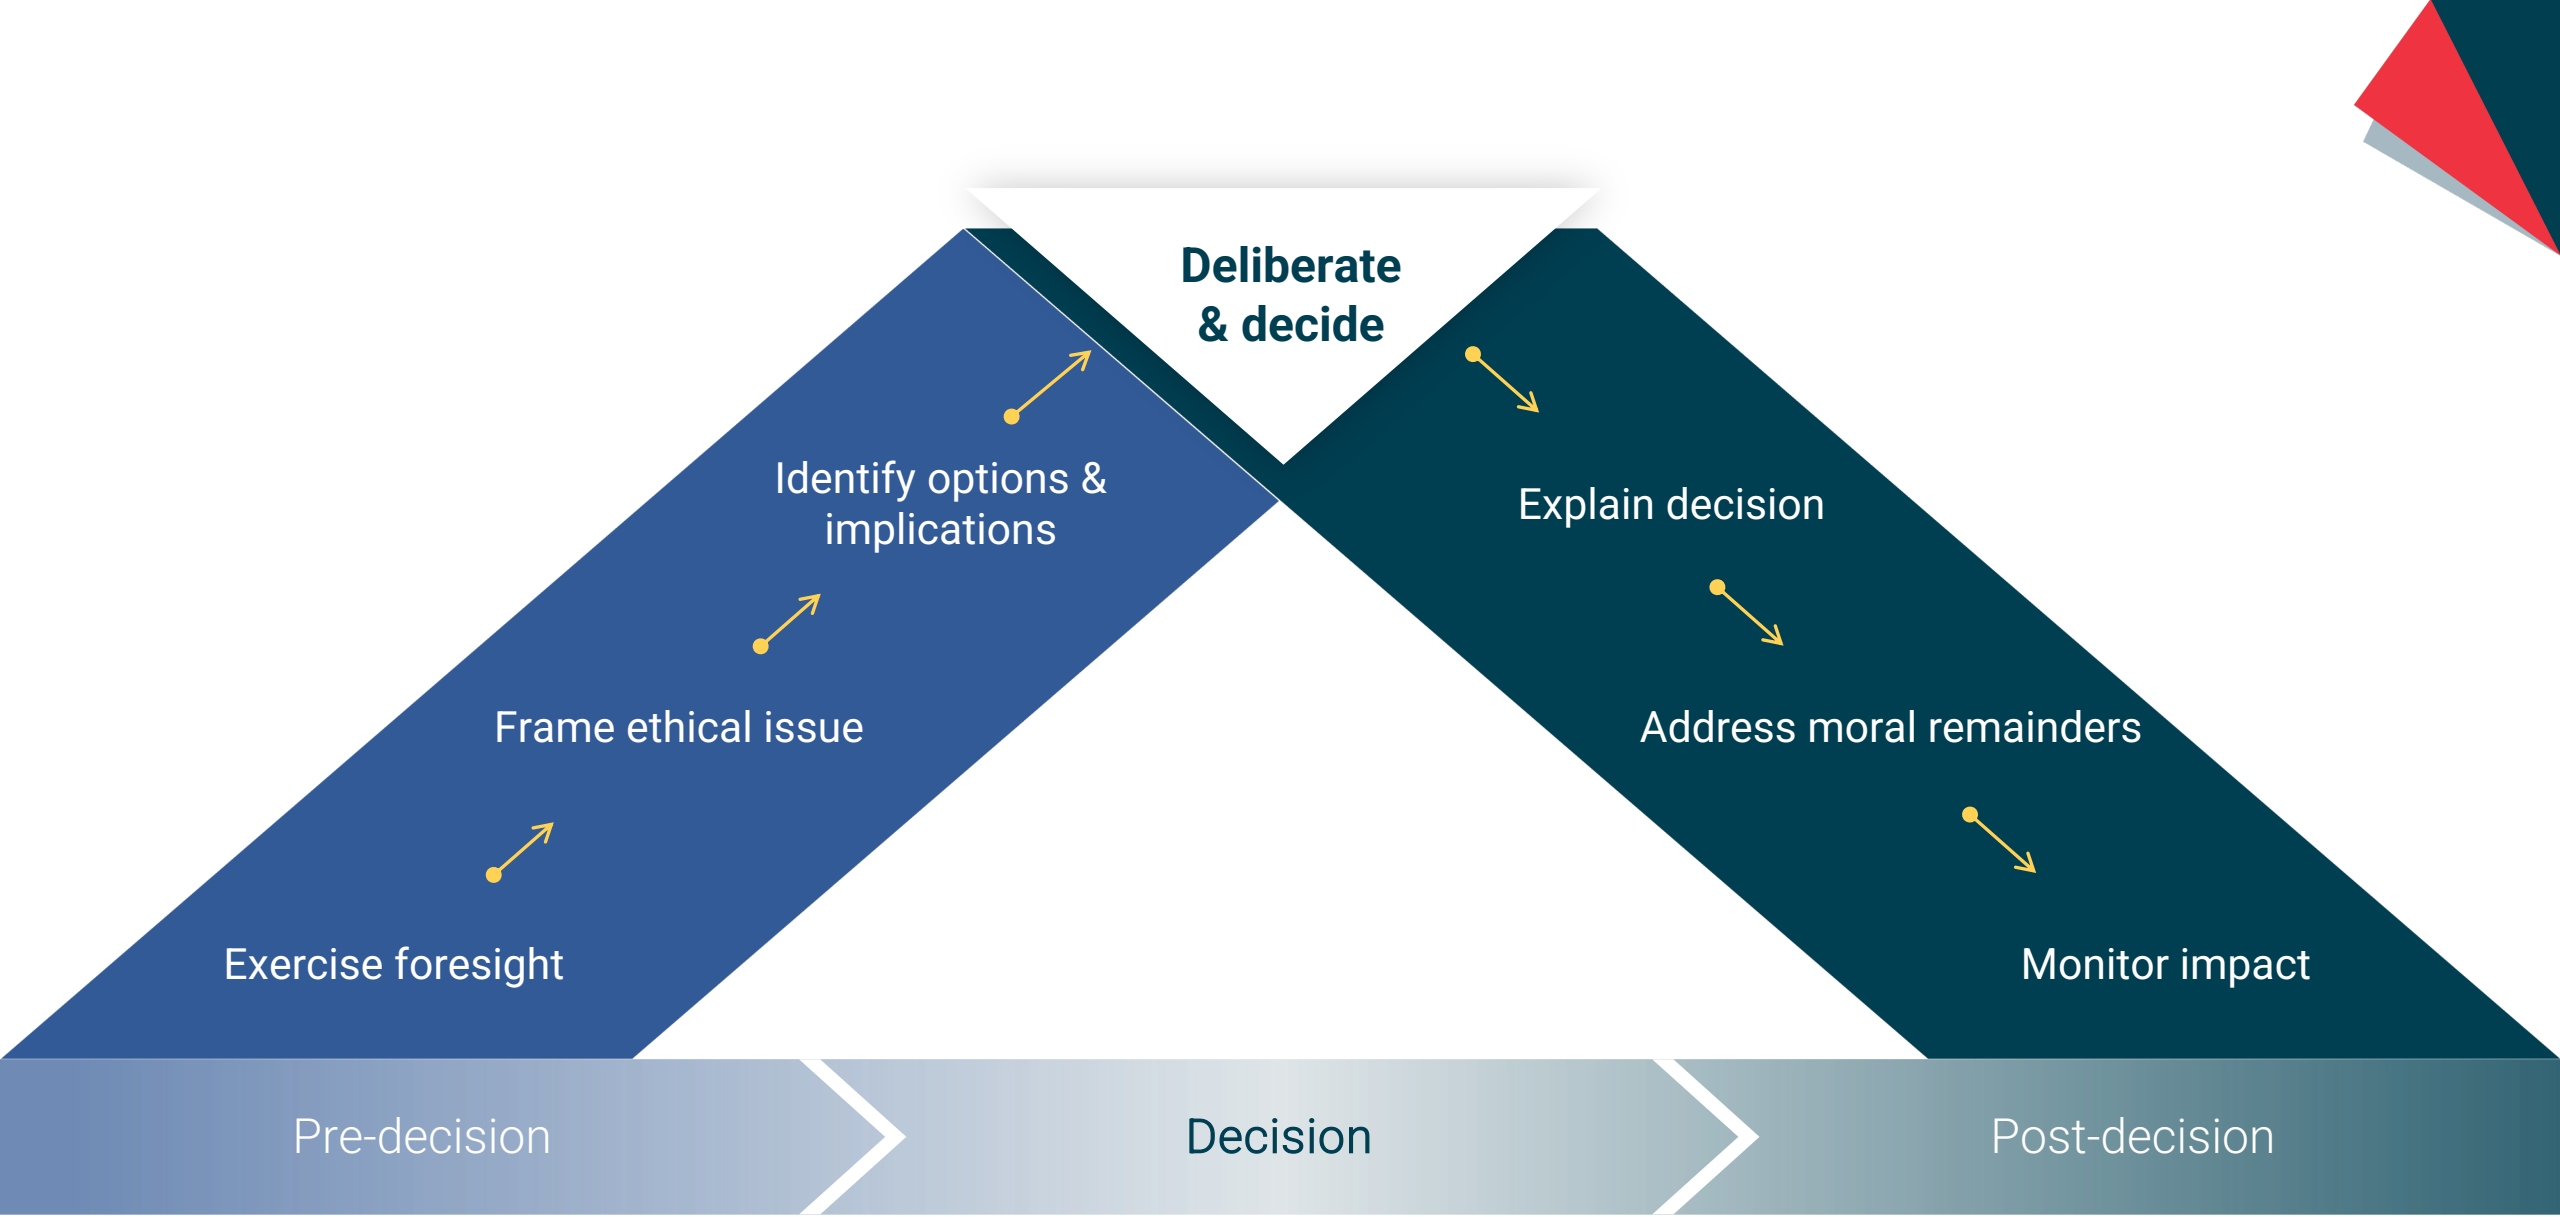 Deliberate
& decide
Identify options &
implications
Explain decision
Frame ethical issue
Address moral remainders
Exercise foresight
Monitor impact
Pre-decision
Decision
Post-decision